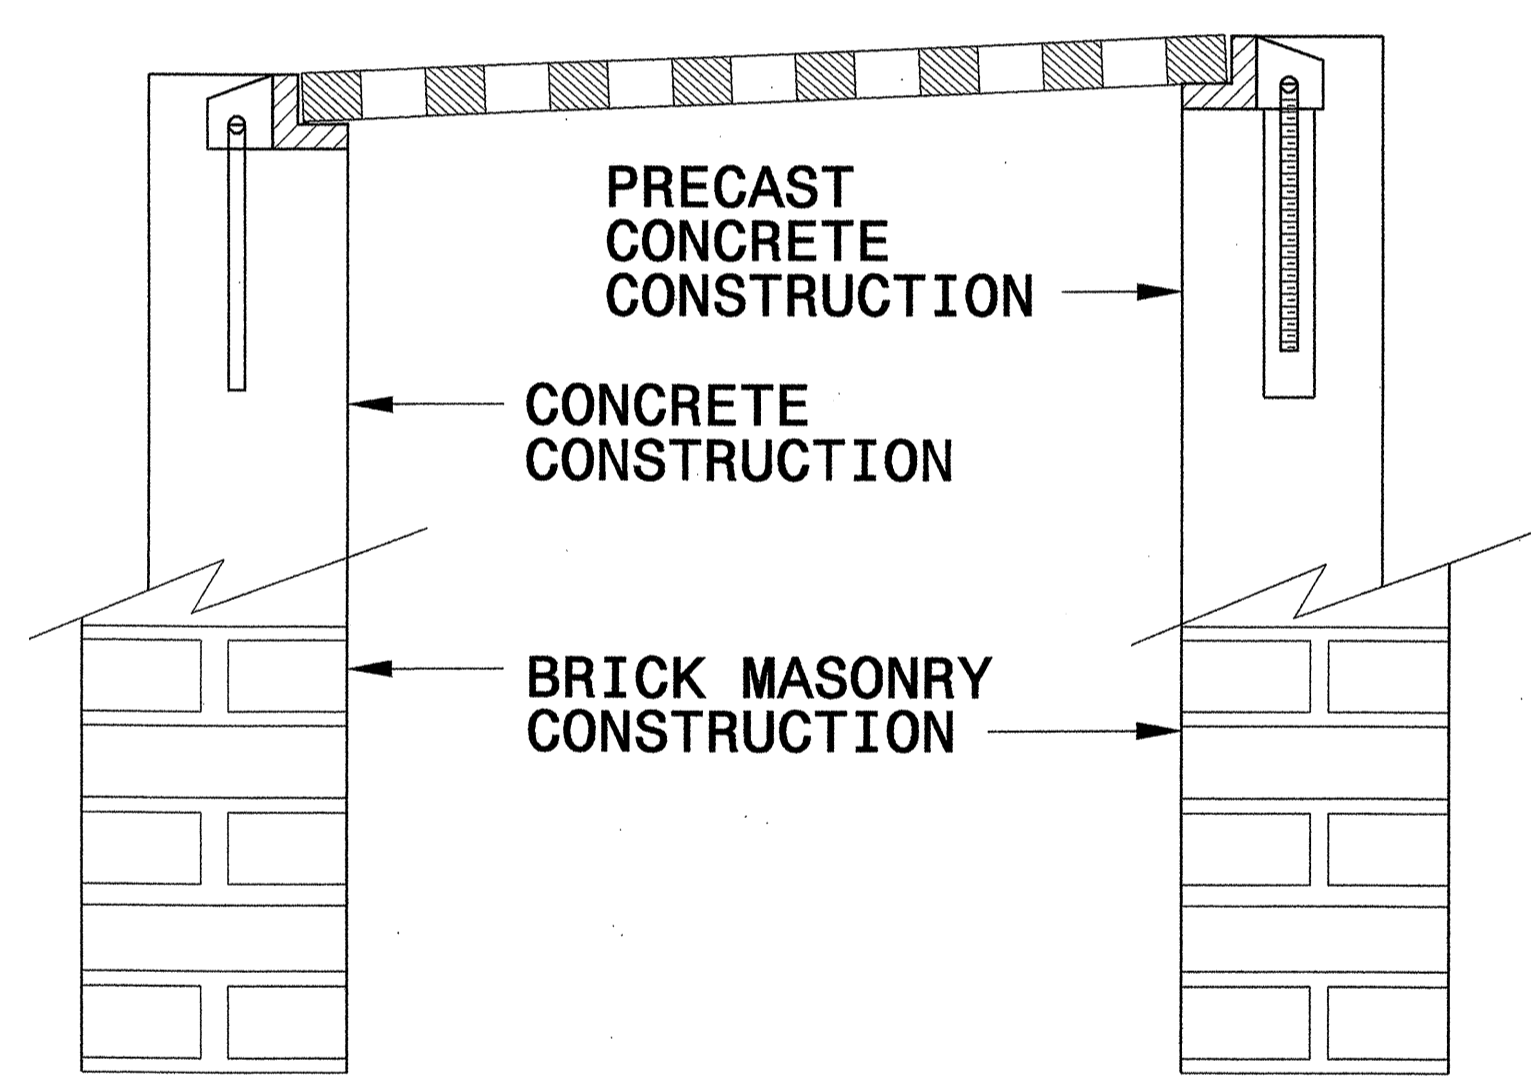 PRECAST
CONCRETE
CONSTRUCTION
CONCRETE
CONSTRUCTION
BRICK MASONRY
CONSTRUCTION